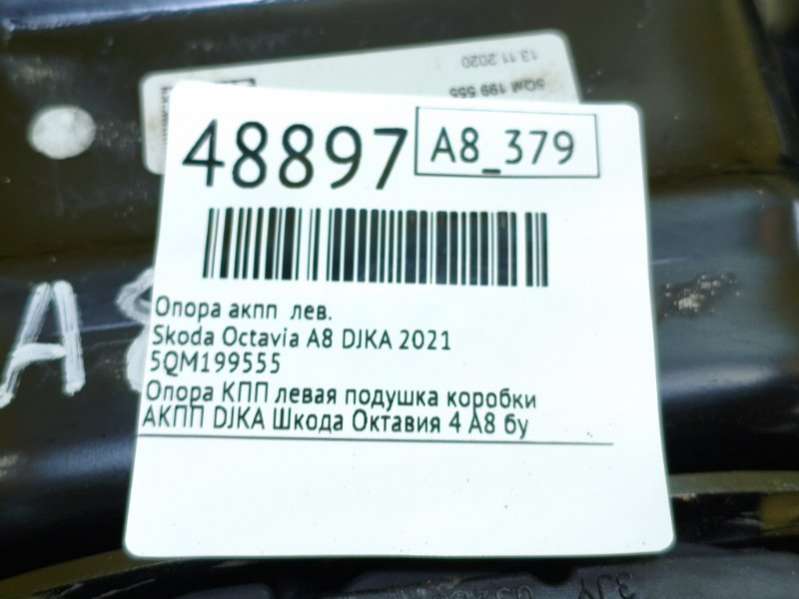 13.11.2020
5QM 199 555
48897
A8_379
Опора акпп лев.
Skoda Octavia A8 DJKA 2021
5QM199555
Опора КПП левая подушка коробки
АКПП DJKA Шкода Октавия 4 А8 бу
A8